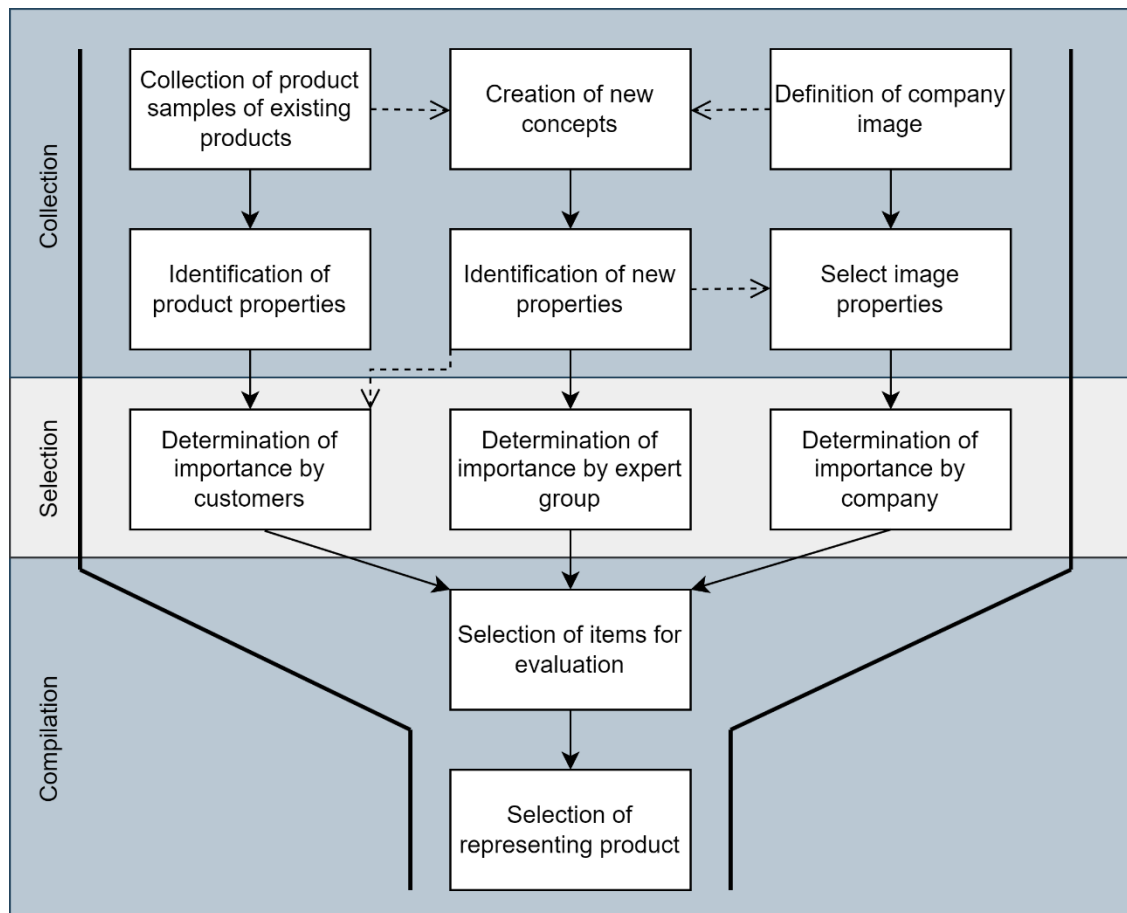 Collection
Collection of product
samples of existing
products
Creation of new
concepts
Definition of company
image
Identification of
product properties
Identification of new
properties
Select image
properties
Selection
Determination of
importance by
customers
Determination of
importance by expert
group
Determination of
importance by
company
Compilation
Selection of items for
evaluation
Selection of
representing product